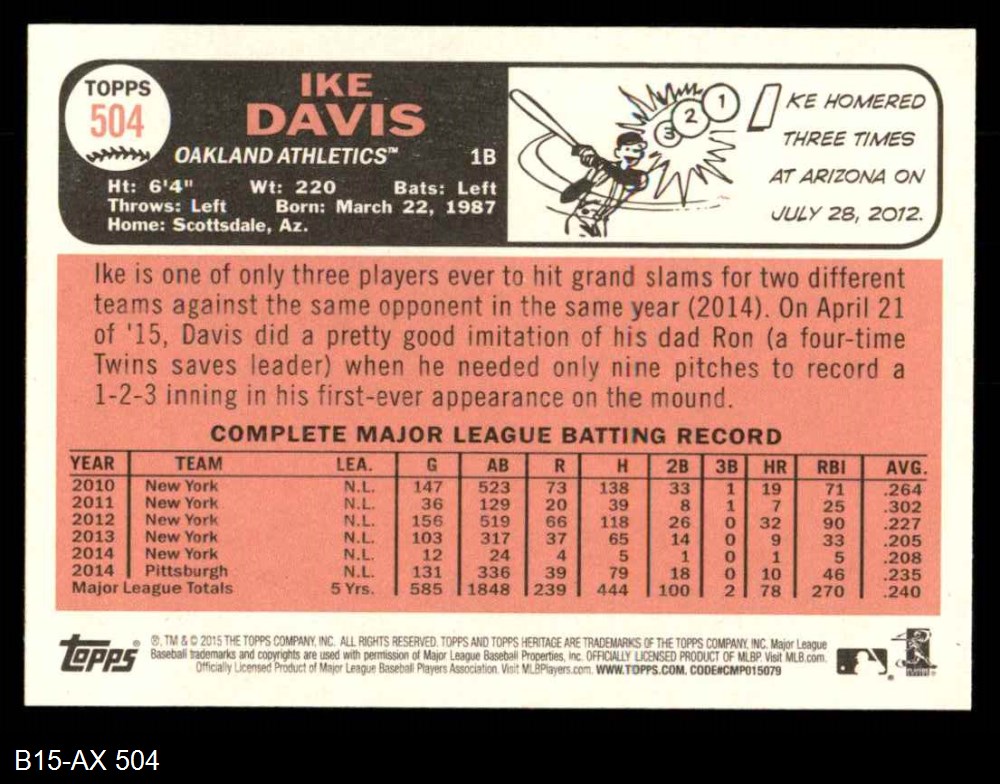 TOPPS
504
IKE
DAVIS
OAKLAND ATHLETICS™ 1B
Ht: 6'4" Wt: 220 Bats: Left
Throws: Left Born: March 22, 1987
Home: Scottsdale, Az.
1
2
3
IKE HOMERED
THREE TIMES
AT ARIZONA ON
JULY 28, 2012.
Ike is one of only three players ever to hit grand slams for two different
teams against the same opponent in the same year (2014). On April 21
of '15, Davis did a pretty good imitation of his dad Ron (a four-time
Twins saves leader) when he needed only nine pitches to record a
1-2-3 inning in his first-ever appearance on the mound.
COMPLETE MAJOR LEAGUE BATTING RECORD
YEAR TEAM LEA. G AB R H 2B 3B HR RBI AVG.
2010 New York N.L. 147 523 73 138 33 1 19 71 .264
2011 New York N.L. 36 129 20 39 8 1 7 25 .302
2012 New York N.L. 156 519 66 118 26 0 32 90 .227
2013 New York N.L. 103 317 37 65 14 0 9 33 .205
2014 New York N.L. 12 24 4 5 1 0 1 5 .208
2014 Pittsburgh N.L. 131 336 39 79 18 0 10 46 .235
Major League Totals 5 Yrs. 585 1848 239 444 100 2 78 270 .240
Topps®
®, TM & © 2015 THE TOPPS COMPANY, INC. ALL RIGHTS RESERVED. TOPPS AND TOPPS HERITAGE ARE TRADEMARKS OF THE TOPPS COMPANY, INC. Major League
Baseball trademarks and copyrights are used with permission of Major League Baseball Properties, Inc. OFFICIALLY LICENSED PRODUCT OF MLBP. Visit MLB.com.
Officially Licensed Product of Major League Baseball Players Association. Visit MLBPlayers.com. WWW.TOPPS.COM. CODE#CMP015079
B15-AX 504